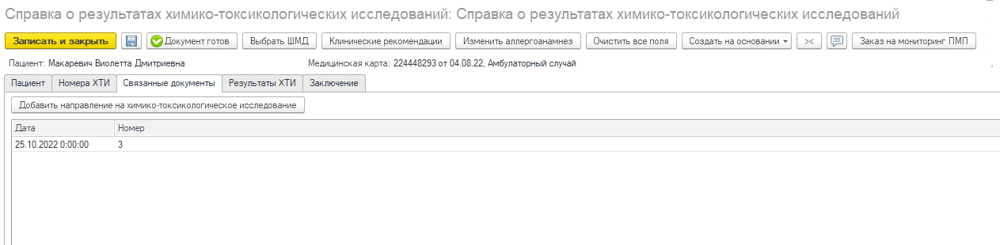 Справка о результатах химико-токсикологических исследований: Справка о результатах химико-токсикологических исследований
Записать и закрыть Документ готов Выбрать ШМД Клинические рекомендации Изменить аллергоанамнез Очистить все поля Создать на основании >< Заказ на мониторинг ПМП
Пациент: Макаревич Виолетта Дмитриевна Медицинская карта: 224448293 от 04.08.22, Амбулаторный случай
Пациент Номера ХТИ Связанные документы Результаты ХТИ Заключение
Добавить направление на химико-токсикологическое исследование
Дата Номер
25.10.2022 0:00:00 3